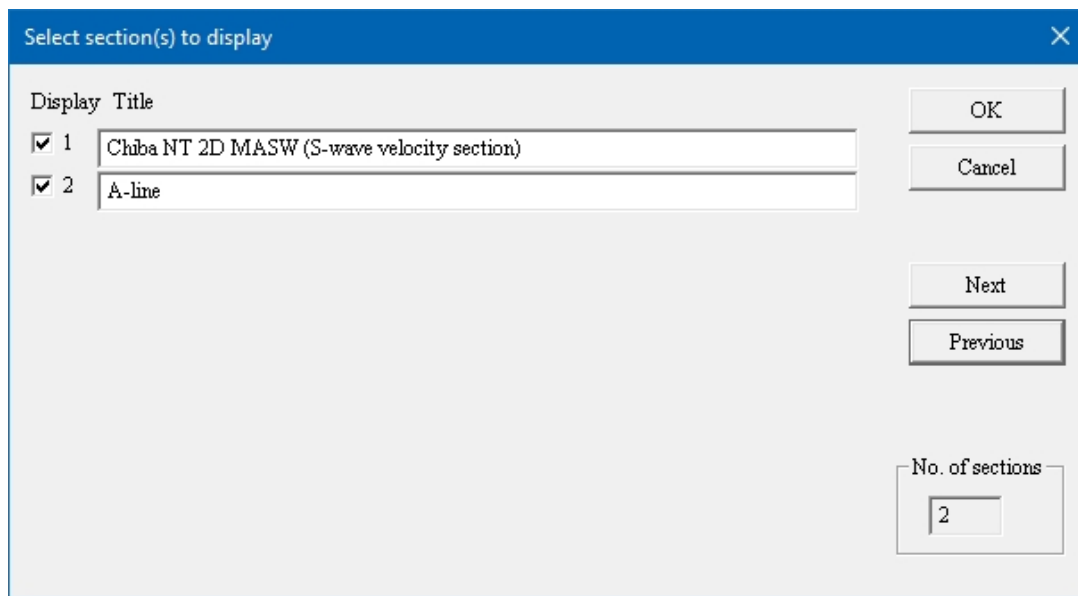 Select section(s) to display
Display Title
1 Chiba NT 2D MASW (S-wave velocity section)
2 A-line
OK
Cancel
Next
Previous
No. of sections
2